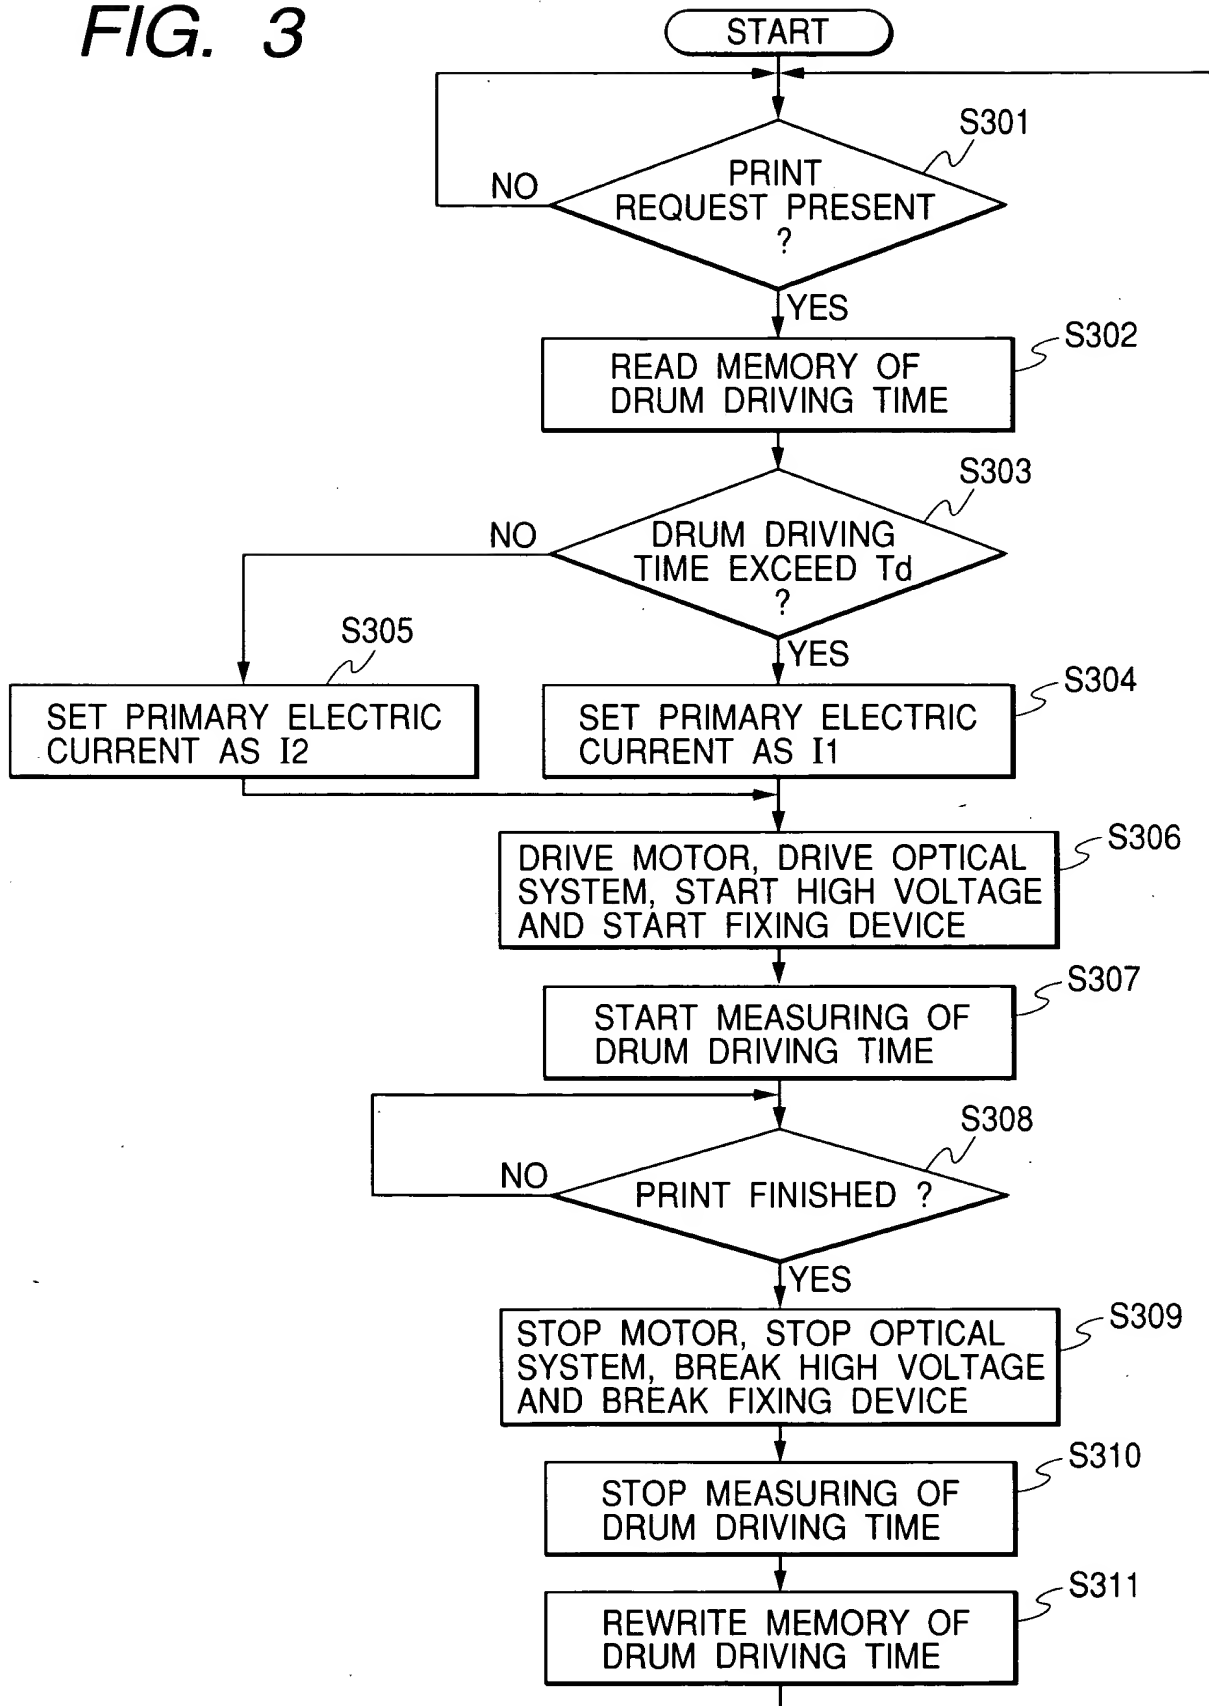 FIG. 3
START
S301
PRINT
REQUEST PRESENT
?
NO
YES
S302
READ MEMORY OF
DRUM DRIVING TIME
S303
DRUM DRIVING
TIME EXCEED Td
?
NO
YES
S305
SET PRIMARY ELECTRIC
CURRENT AS I2
S304
SET PRIMARY ELECTRIC
CURRENT AS I1
S306
DRIVE MOTOR, DRIVE OPTICAL
SYSTEM, START HIGH VOLTAGE
AND START FIXING DEVICE
S307
START MEASURING OF
DRUM DRIVING TIME
S308
PRINT FINISHED ?
NO
YES
S309
STOP MOTOR, STOP OPTICAL
SYSTEM, BREAK HIGH VOLTAGE
AND BREAK FIXING DEVICE
S310
STOP MEASURING OF
DRUM DRIVING TIME
S311
REWRITE MEMORY OF
DRUM DRIVING TIME